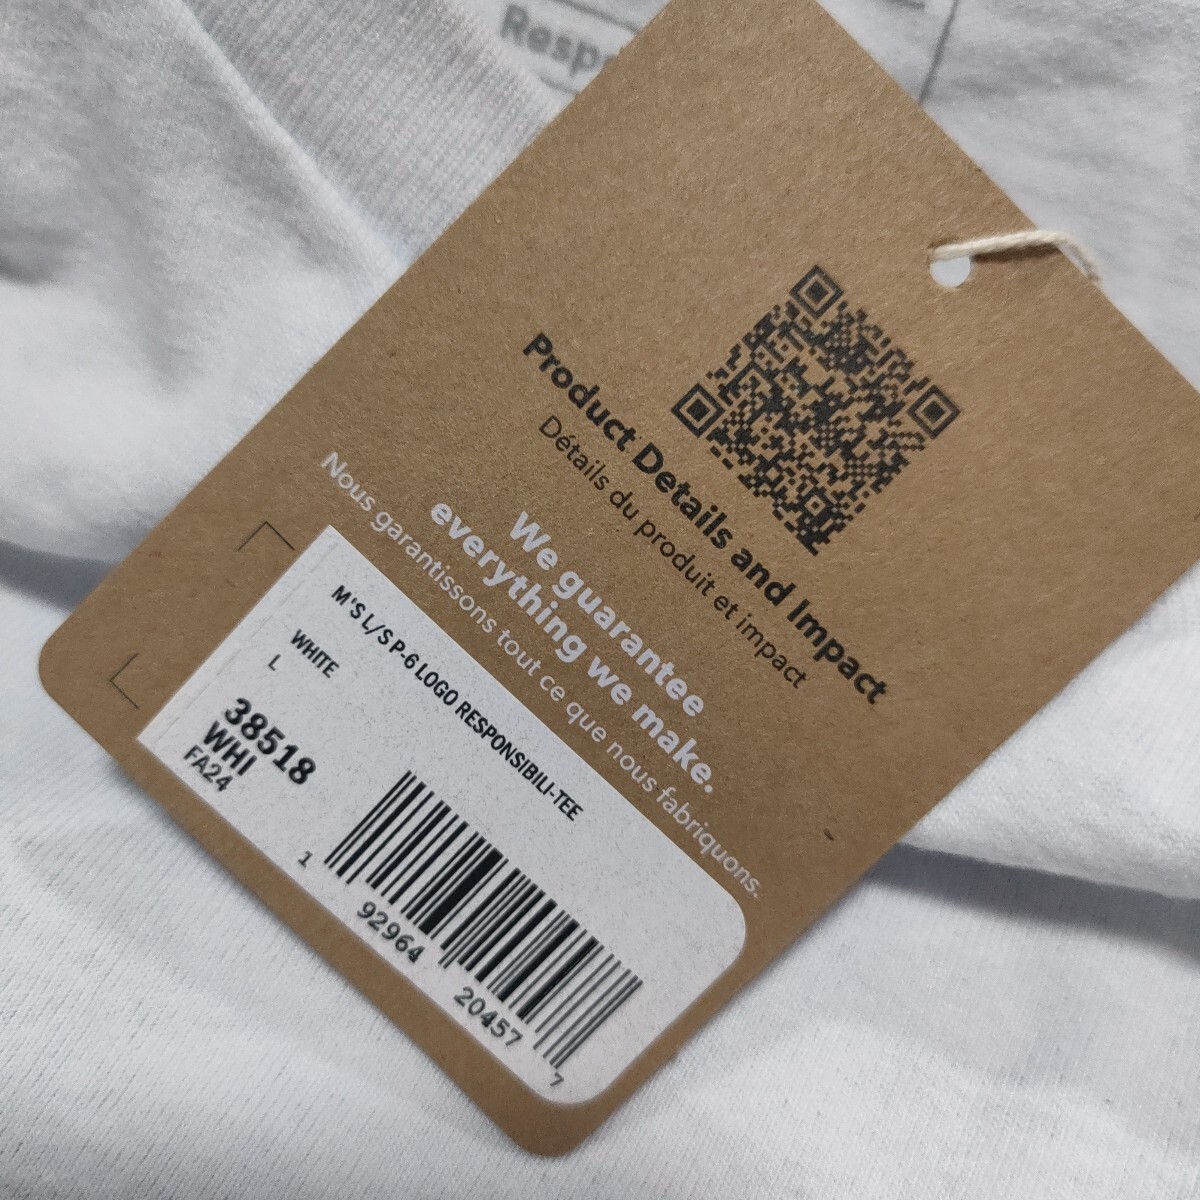 Resp
Product Details and Impact
Détails du produit et impact
We guarantee
everything we make.
Nous garantissons tout ce que nous fabriquons.
M'S L/S P-6 LOGO RESPONSIBILI-TEE
WHITE
L
38518
WHI
FA24
1 92964 20457 7